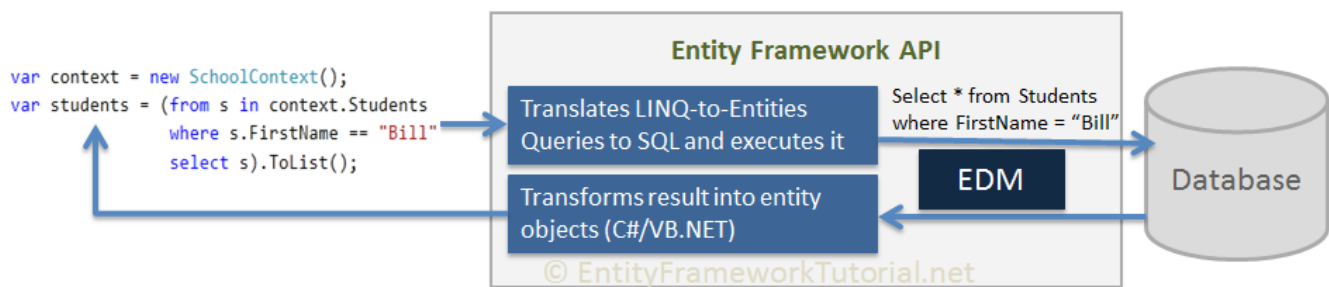 var context = new SchoolContext();
var students = (from s in context.Students
where s.FirstName == "Bill"
select s).ToList();
Entity Framework API
Translates LINQ-to-Entities
Queries to SQL and executes it
Select * from Students
where FirstName = “Bill”
EDM
Transforms result into entity
objects (C#/VB.NET)
Database
© EntityFrameworkTutorial.net